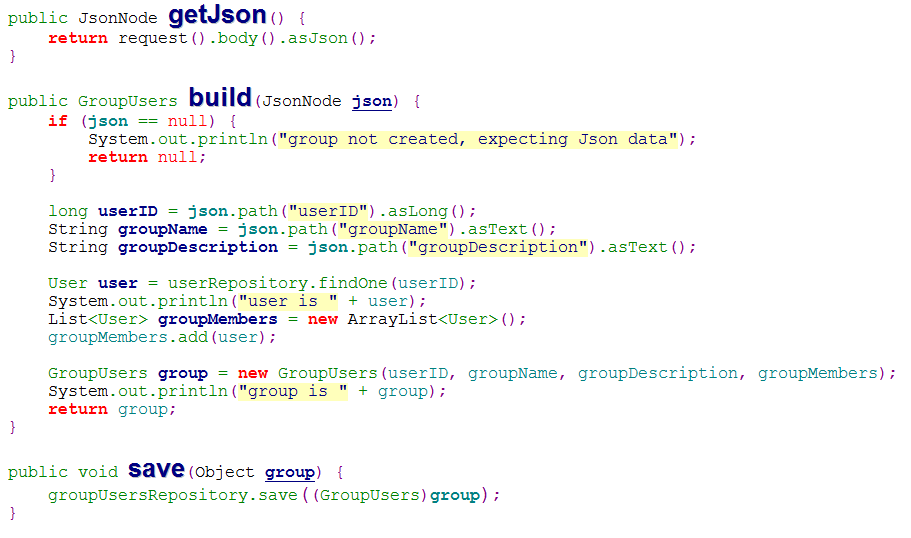 public JsonNode getJson() {
    return request().body().asJson();
}

public GroupUsers build(JsonNode json) {
    if (json == null) {
        System.out.println("group not created, expecting Json data");
        return null;
    }

    long userID = json.path("userID").asLong();
    String groupName = json.path("groupName").asText();
    String groupDescription = json.path("groupDescription").asText();

    User user = userRepository.findOne(userID);
    System.out.println("user is " + user);
    List<User> groupMembers = new ArrayList<User>();
    groupMembers.add(user);

    GroupUsers group = new GroupUsers(userID, groupName, groupDescription, groupMembers);
    System.out.println("group is " + group);
    return group;
}

public void save(Object group) {
    groupUsersRepository.save((GroupUsers)group);
}